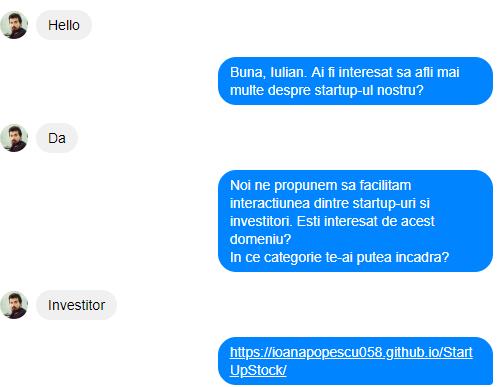 Hello
Buna, Iulian. Ai fi interesat sa afli mai
multe despre startup-ul nostru?
Da
Noi ne propunem sa facilitam
interactiunea dintre startup-uri si
investitori. Esti interesat de acest
domeniu?
In ce categorie te-ai putea incadra?
Investitor
https://ioanapopescu058.github.io/Start
UpStock/